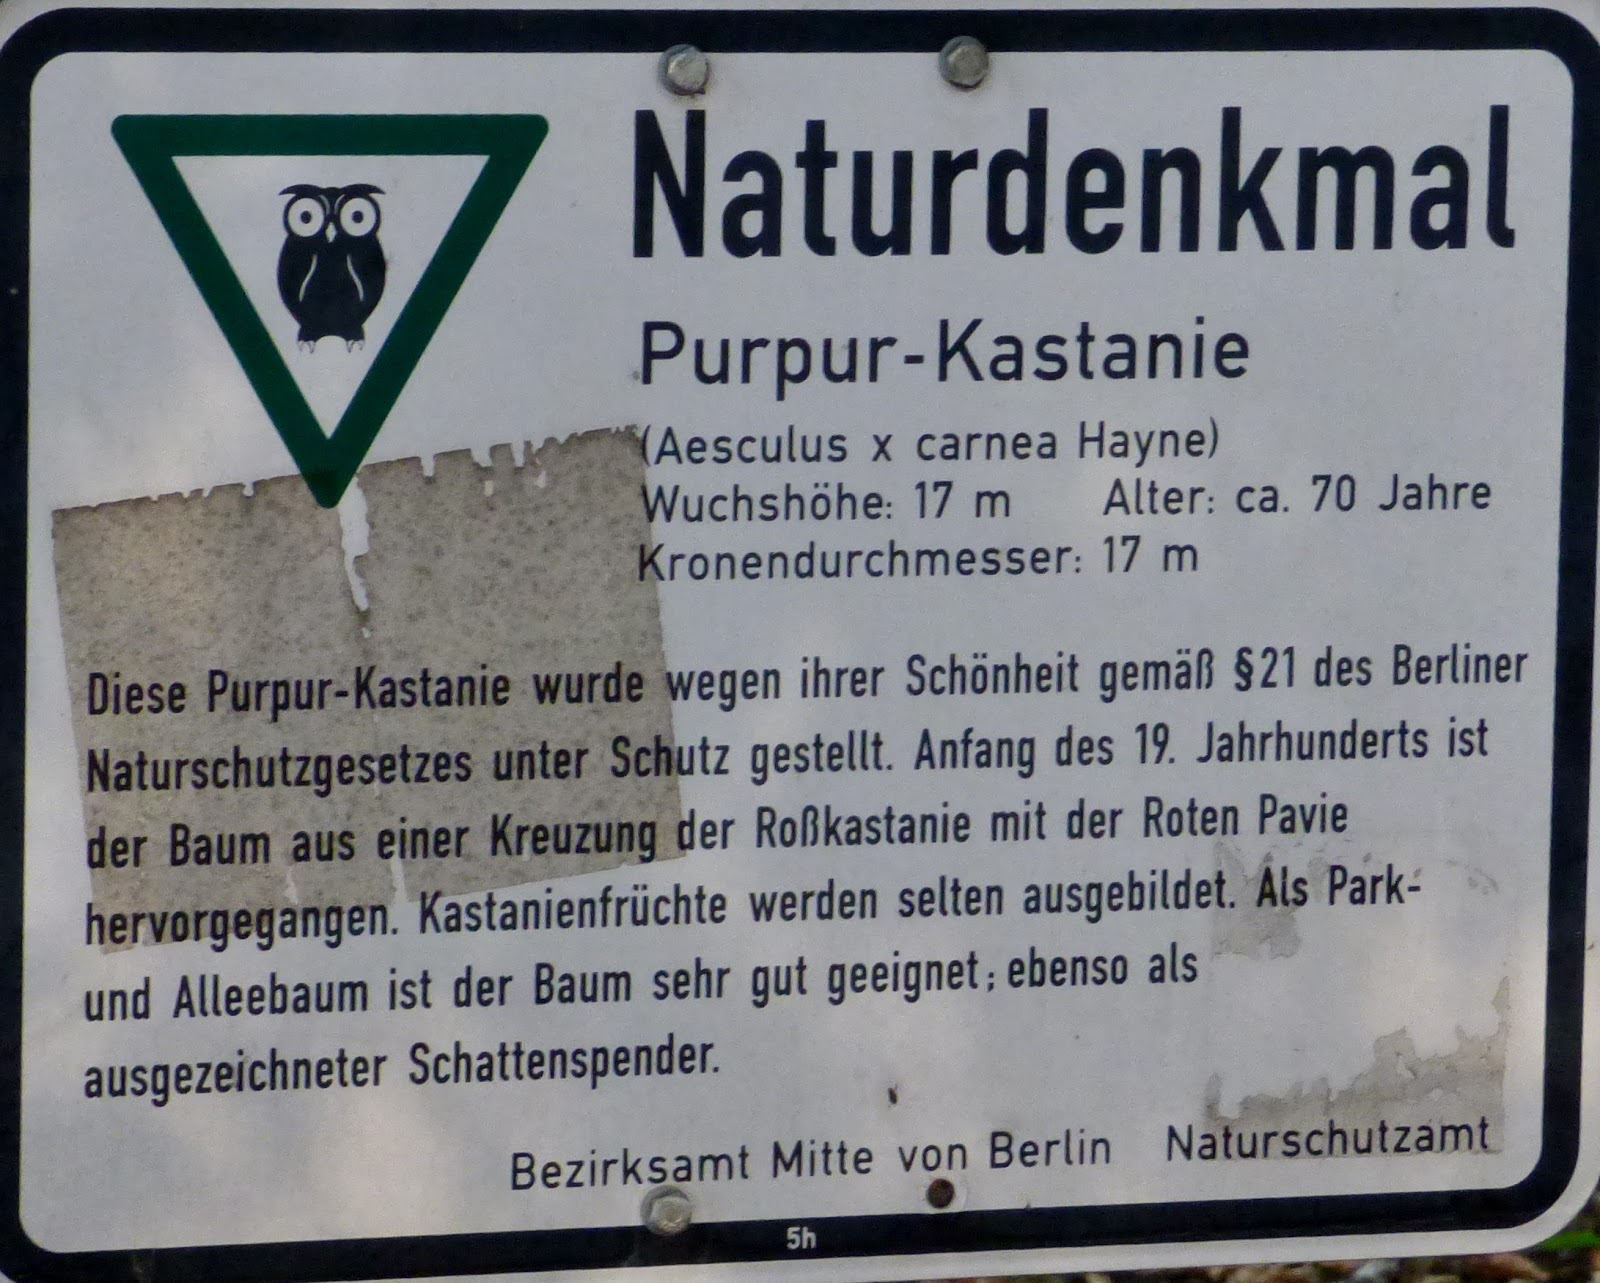 Naturdenkmal
Purpur-Kastanie
(Aesculus x carnea Hayne)
Wuchshöhe: 17 m Alter: ca. 70 Jahre
Kronendurchmesser: 17 m
Diese Purpur-Kastanie wurde wegen ihrer Schönheit gemäß §21 des Berliner
Naturschutzgesetzes unter Schutz gestellt. Anfang des 19. Jahrhunderts ist
der Baum aus einer Kreuzung der Roßkastanie mit der Roten Pavie
hervorgegangen. Kastanienfrüchte werden selten ausgebildet. Als Park-
und Alleebaum ist der Baum sehr gut geeignet; ebenso als
ausgezeichneter Schattenspender.
Bezirksamt Mitte von Berlin Naturschutzamt
5h